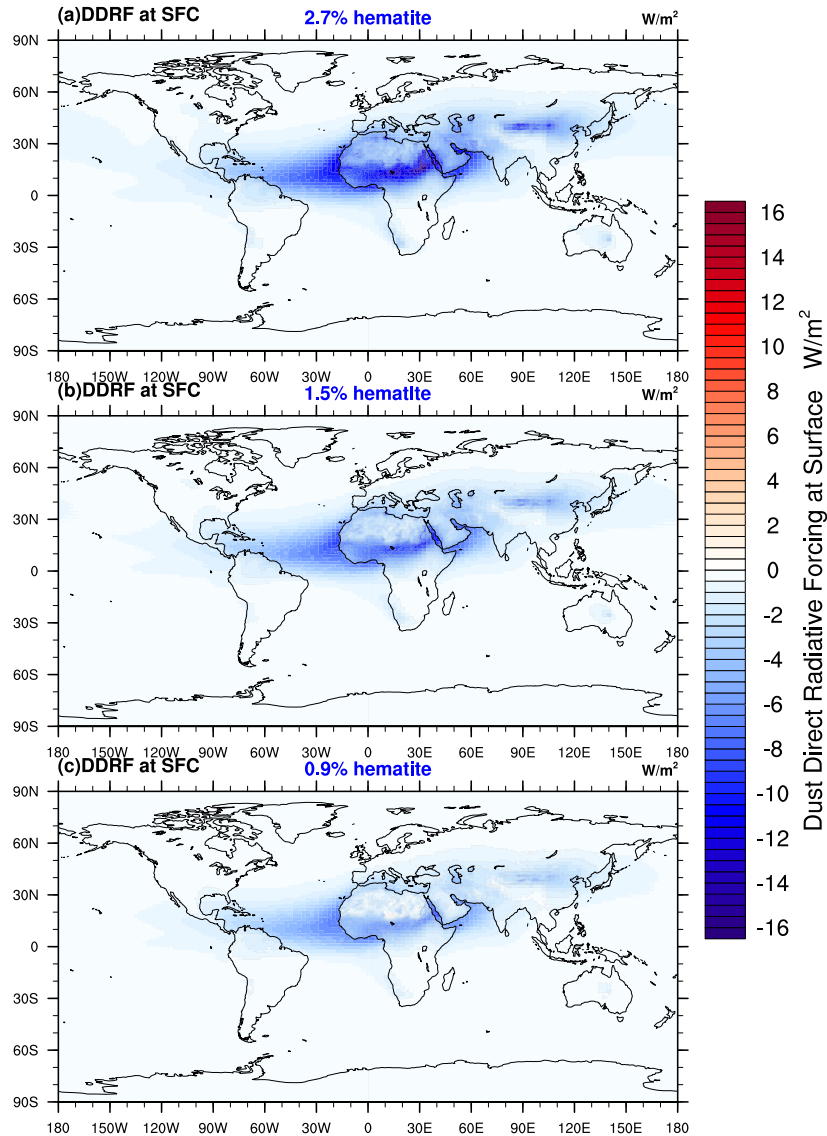 (a)DDRF at SFC 2.7% hematite W/m²
90N
60N
30N
0
30S
60S
90S
180 150W 120W 90W 60W 30W 0 30E 60E 90E 120E 150E 180
(b)DDRF at SFC 1.5% hematite W/m²
90N
60N
30N
0
30S
60S
90S
180 150W 120W 90W 60W 30W 0 30E 60E 90E 120E 150E 180
(c)DDRF at SFC 0.9% hematite W/m²
90N
60N
30N
0
30S
60S
90S
180 150W 120W 90W 60W 30W 0 30E 60E 90E 120E 150E 180
16
14
12
10
8
6
4
2
0
-2
-4
-6
-8
-10
-12
-14
-16
Dust Direct Radiative Forcing at Surface W/m²